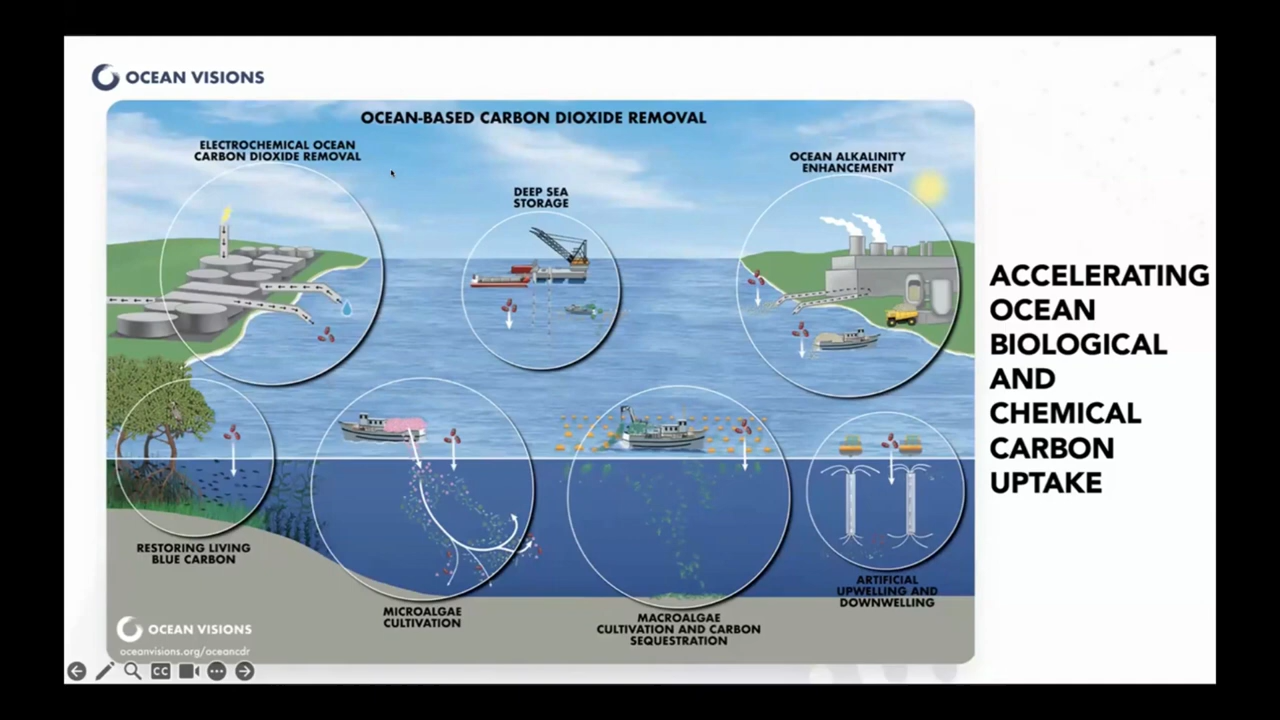 OCEAN VISIONS
OCEAN-BASED CARBON DIOXIDE REMOVAL
ELECTROCHEMICAL OCEAN
CARBON DIOXIDE REMOVAL
DEEP SEA
STORAGE
OCEAN ALKALINITY
ENHANCEMENT
RESTORING LIVING
BLUE CARBON
MICROALGAE
CULTIVATION
MACROALGAE
CULTIVATION AND CARBON
SEQUESTRATION
ARTIFICIAL
UPWELLING AND
DOWNWELLING
OCEAN VISIONS
oceanvisions.org/oceancdr
CC
ACCELERATING
OCEAN
BIOLOGICAL
AND
CHEMICAL
CARBON
UPTAKE